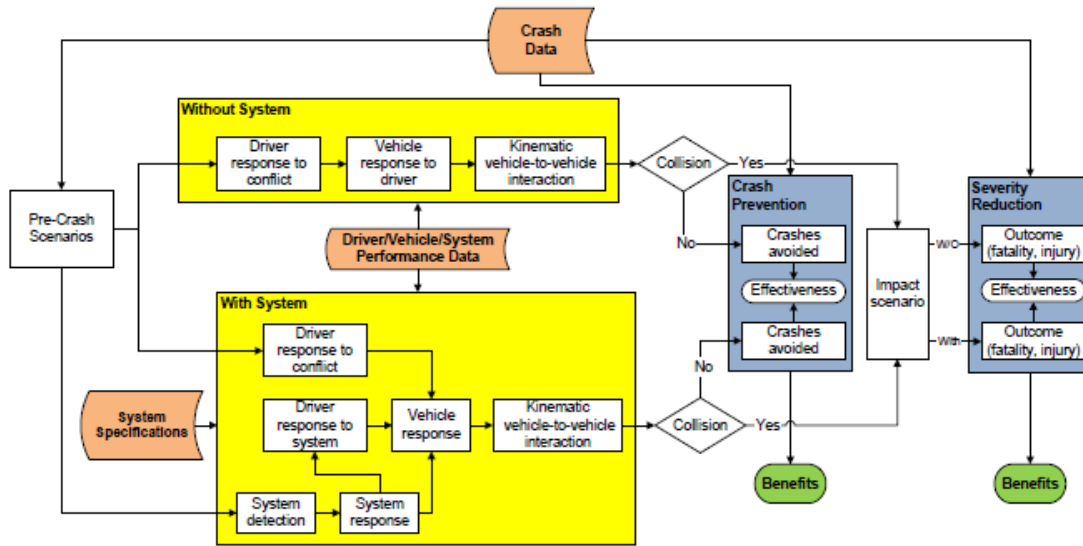 Crash
Data
Without System
Driver
response to
conflict
Vehicle
response to
driver
Kinematic
vehicle-to-vehicle
interaction
Collision
Yes
No
Pre-Crash
Scenarios
Driver/Vehicle/System
Performance Data
Crash
Prevention
Crashes
avoided
Effectiveness
Crashes
avoided
Impact
scenario
W/O
With
Severity
Reduction
Outcome
(fatality, injury)
Effectiveness
Outcome
(fatality, injury)
With System
Driver
response to
conflict
System
Specifications
Driver
response to
system
Vehicle
response
Kinematic
vehicle-to-vehicle
interaction
System
detection
System
response
Collision
No
Yes
Benefits
Benefits